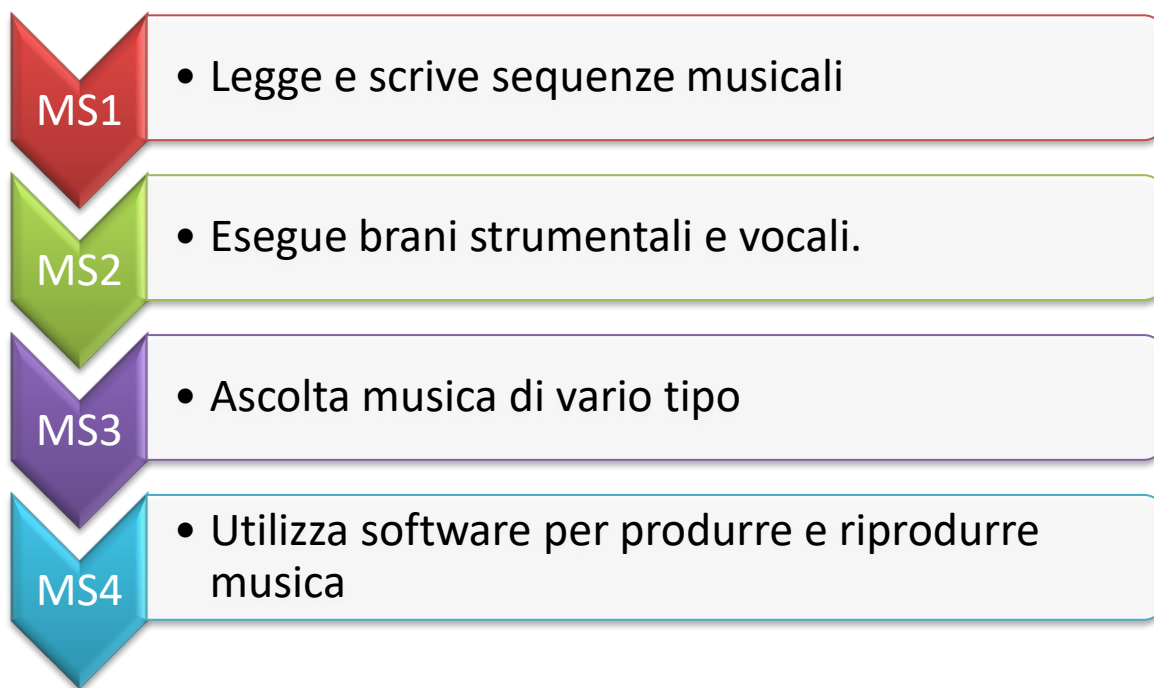 MS1
• Legge e scrive sequenze musicali
MS2
• Esegue brani strumentali e vocali.
MS3
• Ascolta musica di vario tipo
MS4
• Utilizza software per produrre e riprodurre
musica